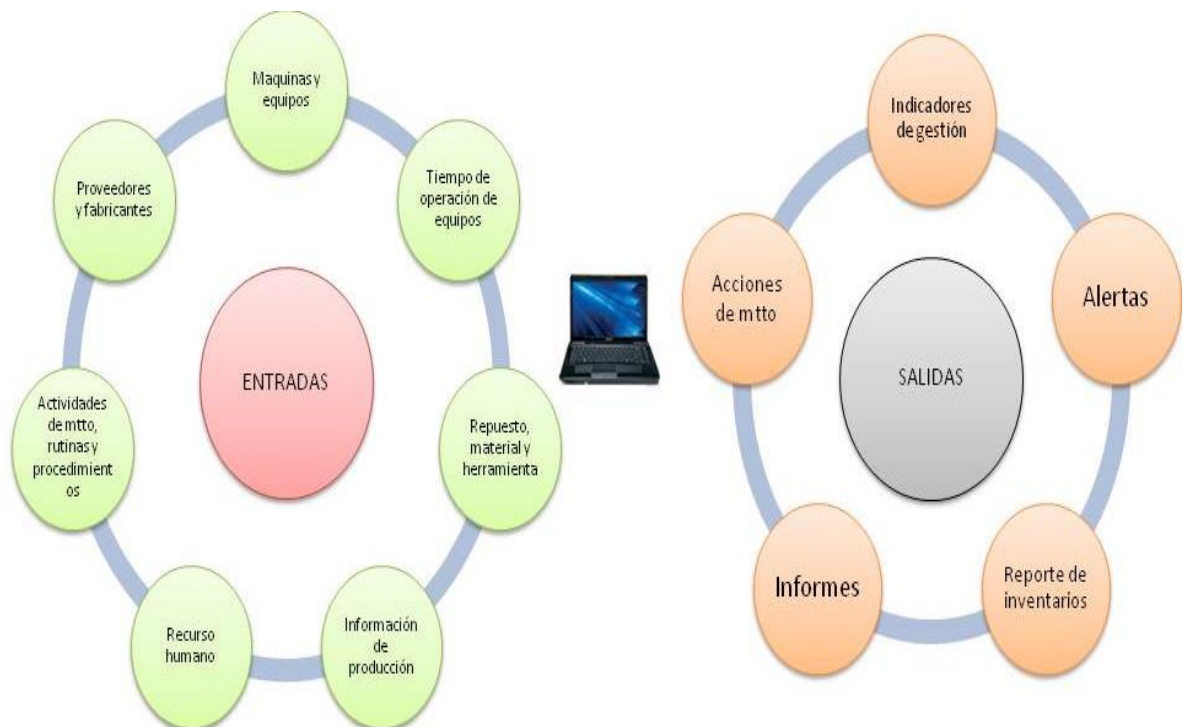 Maquinas y
equipos
Tiempo de
operación de
equipos
Repuesto,
material y
herramienta
Información
de
producción
Recurso
humano
Actividades
de mtto,
rutinas y
procedimient
os
Proveedores
y fabricantes
ENTRADAS
Indicadores
de gestión
Alertas
Reporte de
inventarios
Informes
Acciones
de mtto
SALIDAS